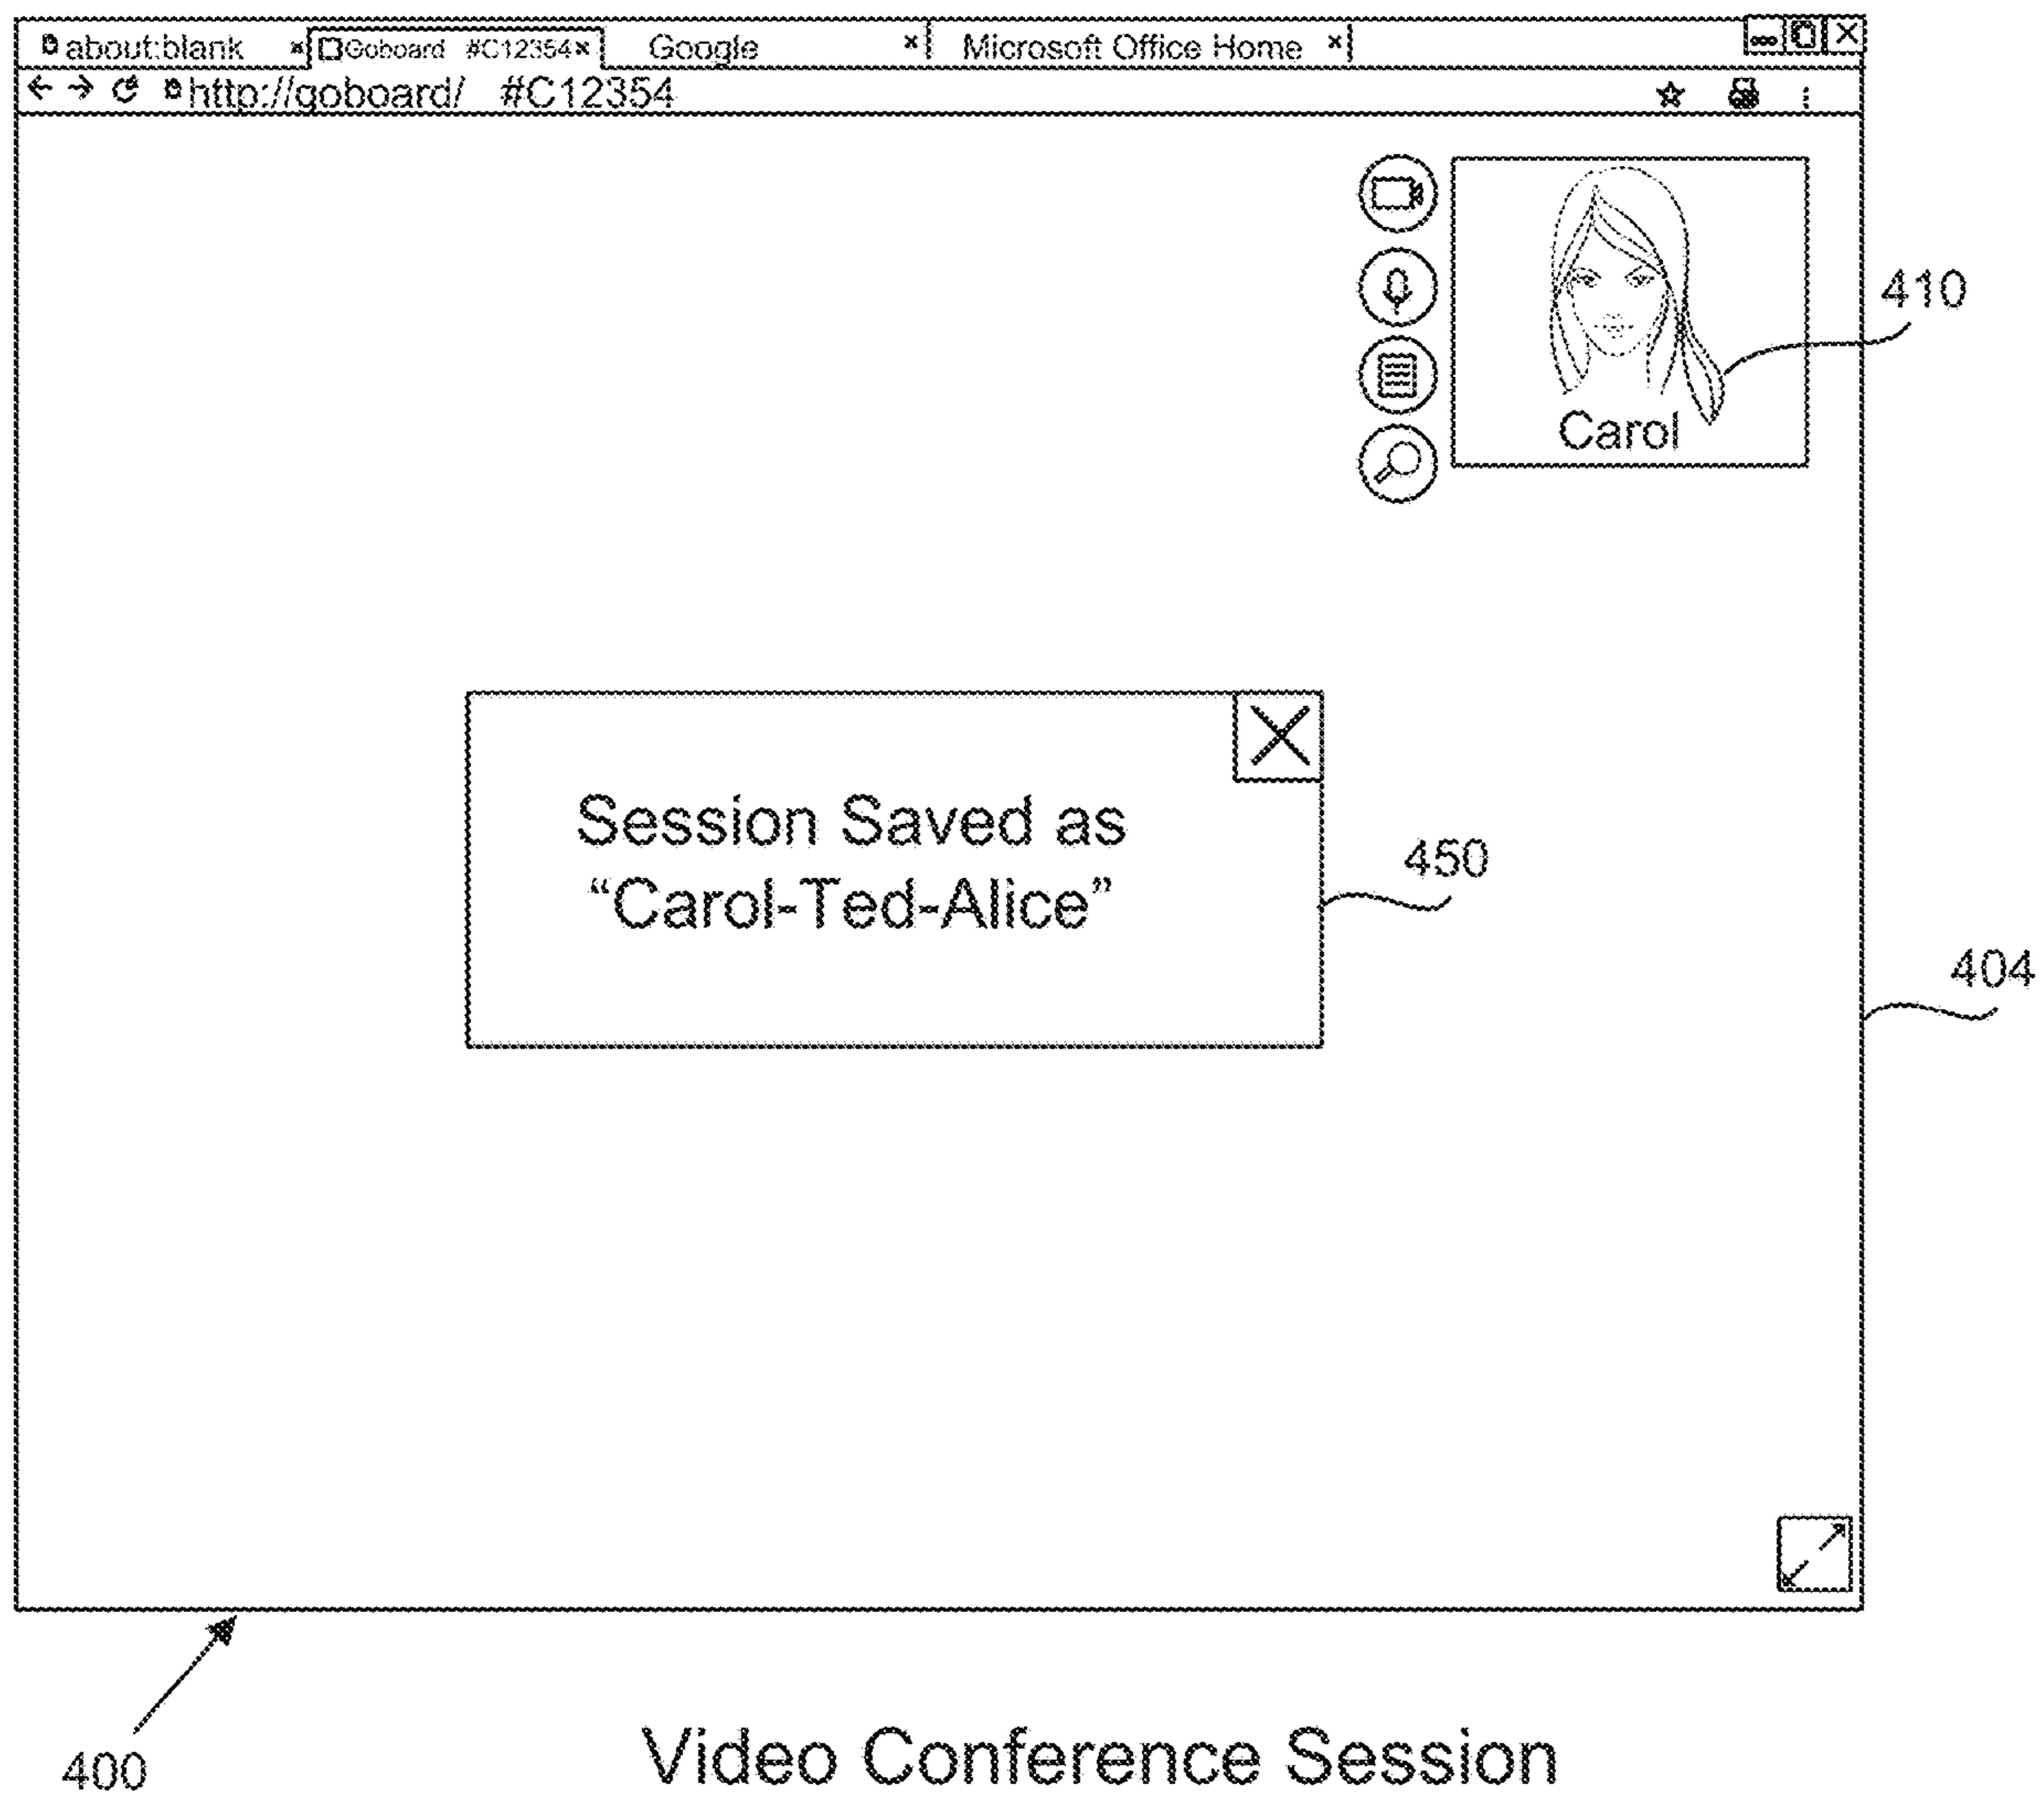 about:blank × Goboard #C12354 × Google × Microsoft Office Home ×
http://goboard/ #C12354
Carol
410
Session Saved as
“Carol-Ted-Alice”
450
404
400
Video Conference Session